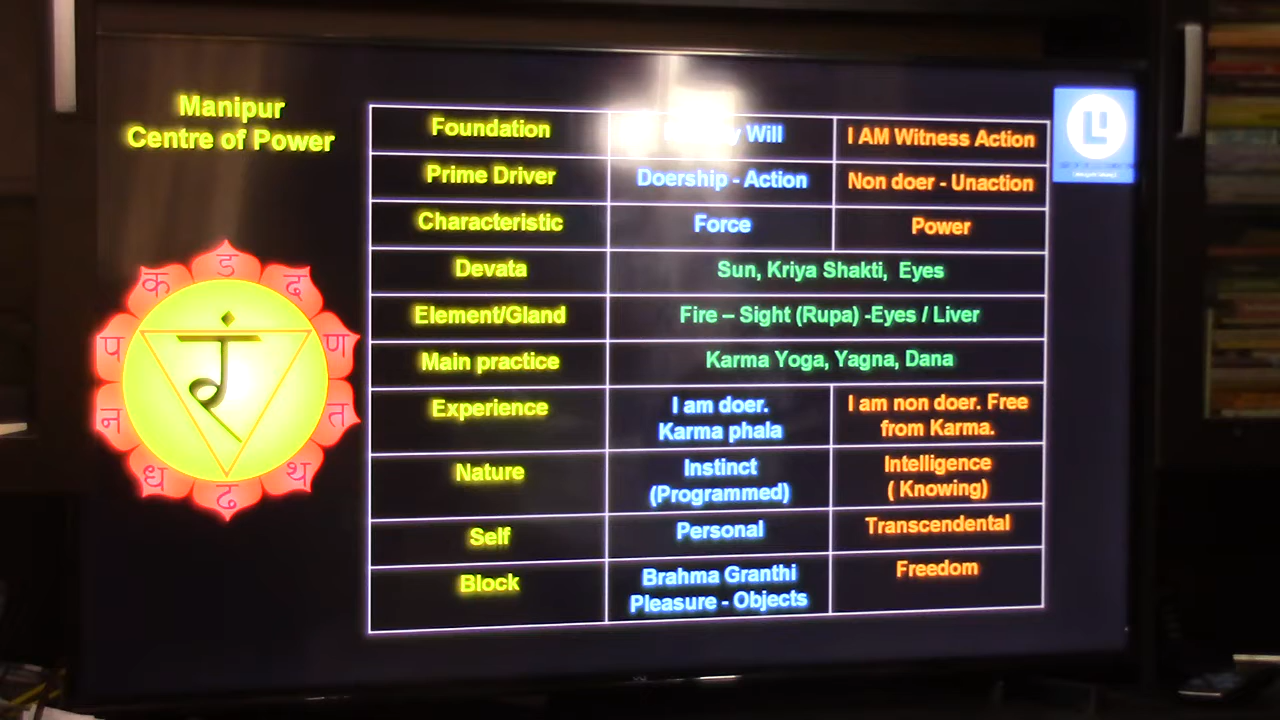 Manipur
Centre of Power
Foundation
Will
I AM Witness Action
Prime Driver
Doership - Action
Non doer - Unaction
Characteristic
Force
Power
Devata
Sun, Kriya Shakti, Eyes
Element/Gland
Fire – Sight (Rupa) -Eyes / Liver
Main practice
Karma Yoga, Yagna, Dana
Experience
I am doer.
Karma phala
I am non doer. Free
from Karma.
Nature
Instinct
(Programmed)
Intelligence
( Knowing)
Self
Personal
Transcendental
Block
Brahma Granthi
Pleasure - Objects
Freedom
ड
ढ
ण
त
थ
द
ध
न
प
क
रं